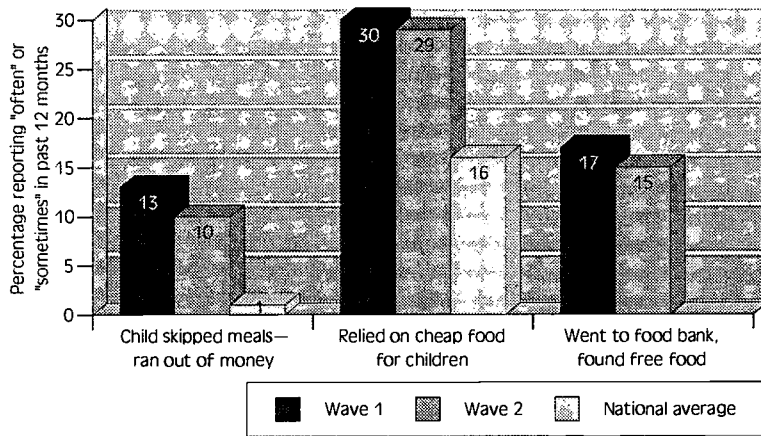 Percentage reporting "often" or
"sometimes" in past 12 months
30
25
20
15
10
5
0
13
10
1
30
29
16
17
15
Child skipped meals—
ran out of money
Relied on cheap food
for children
Went to food bank,
found free food
Wave 1
Wave 2
National average